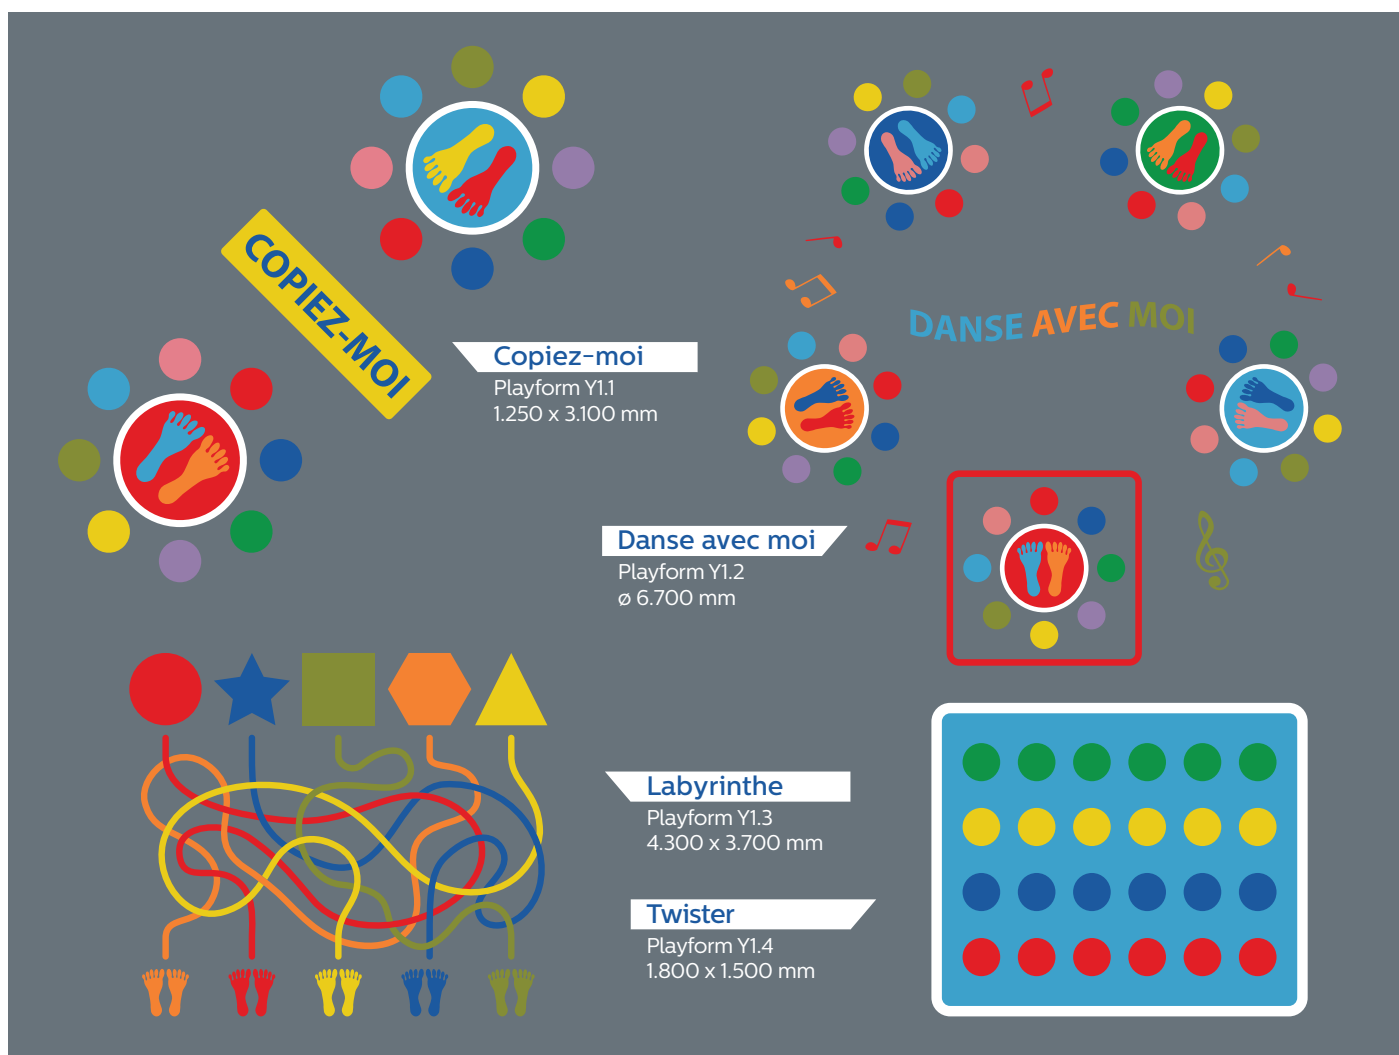 COPIEZ-MOI
Copiez-moi
Playform Y1.1
1.250 x 3.100 mm
DANSE AVEC MOI
Danse avec moi
Playform Y1.2
ø 6.700 mm
Labyrinthe
Playform Y1.3
4.300 x 3.700 mm
Twister
Playform Y1.4
1.800 x 1.500 mm